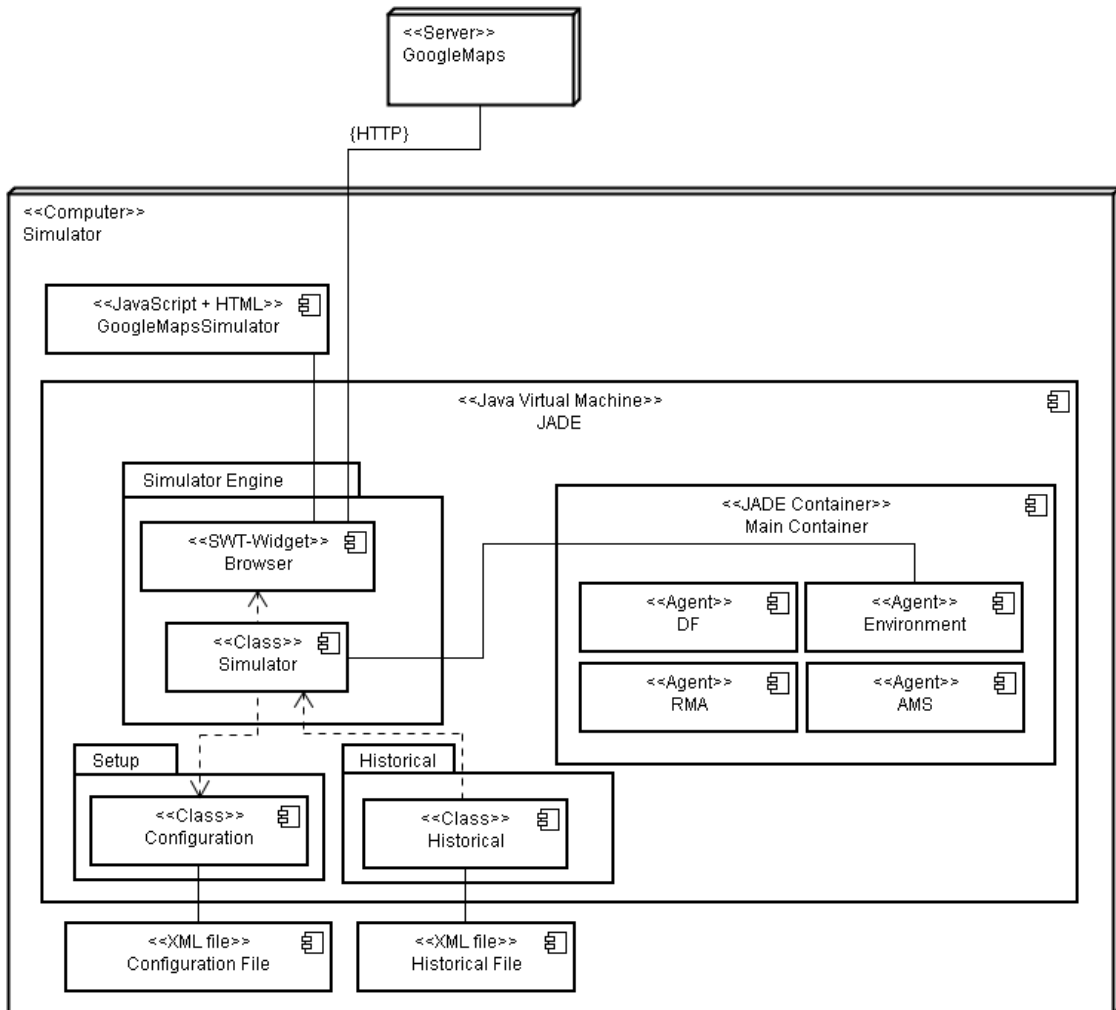 <<Server>>
GoogleMaps
{HTTP}
<<Computer>>
Simulator
<<JavaScript + HTML>>
GoogleMapsSimulator
<<Java Virtual Machine>>
JADE
Simulator Engine
<<SWT-Widget>>
Browser
<<Class>>
Simulator
<<JADE Container>>
Main Container
<<Agent>>
DF
<<Agent>>
Environment
<<Agent>>
RMA
<<Agent>>
AMS
Setup
<<Class>>
Configuration
Historical
<<Class>>
Historical
<<XML file>>
Configuration File
<<XML file>>
Historical File